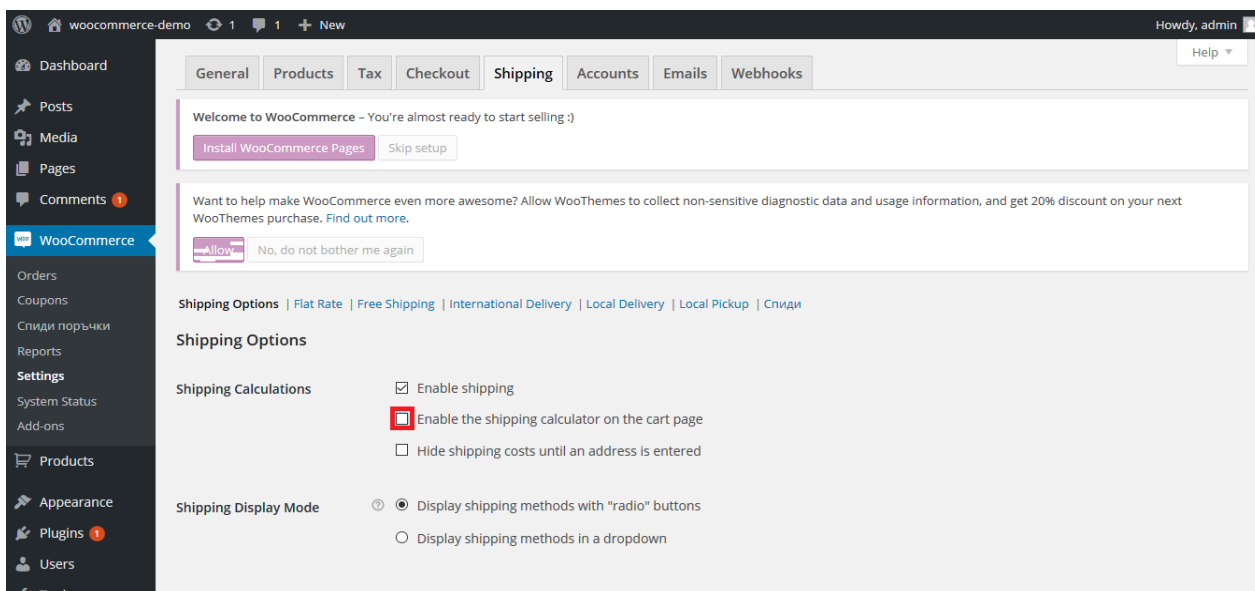 woocommerce-demo 1 1 + New Howdy, admin
Help
Dashboard
Posts
Media
Pages
Comments 1
WooCommerce
Orders
Coupons
Спиди поръчки
Reports
Settings
System Status
Add-ons
Products
Appearance
Plugins 1
Users
General Products Tax Checkout Shipping Accounts Emails Webhooks
Welcome to WooCommerce – You're almost ready to start selling :)
Install WooCommerce Pages Skip setup
Want to help make WooCommerce even more awesome? Allow WooThemes to collect non-sensitive diagnostic data and usage information, and get 20% discount on your next
WooThemes purchase. Find out more.
Allow No, do not bother me again
Shipping Options | Flat Rate | Free Shipping | International Delivery | Local Delivery | Local Pickup | Спиди
Shipping Options
Shipping Calculations Enable shipping
Enable the shipping calculator on the cart page
Hide shipping costs until an address is entered
Shipping Display Mode Display shipping methods with "radio" buttons
Display shipping methods in a dropdown